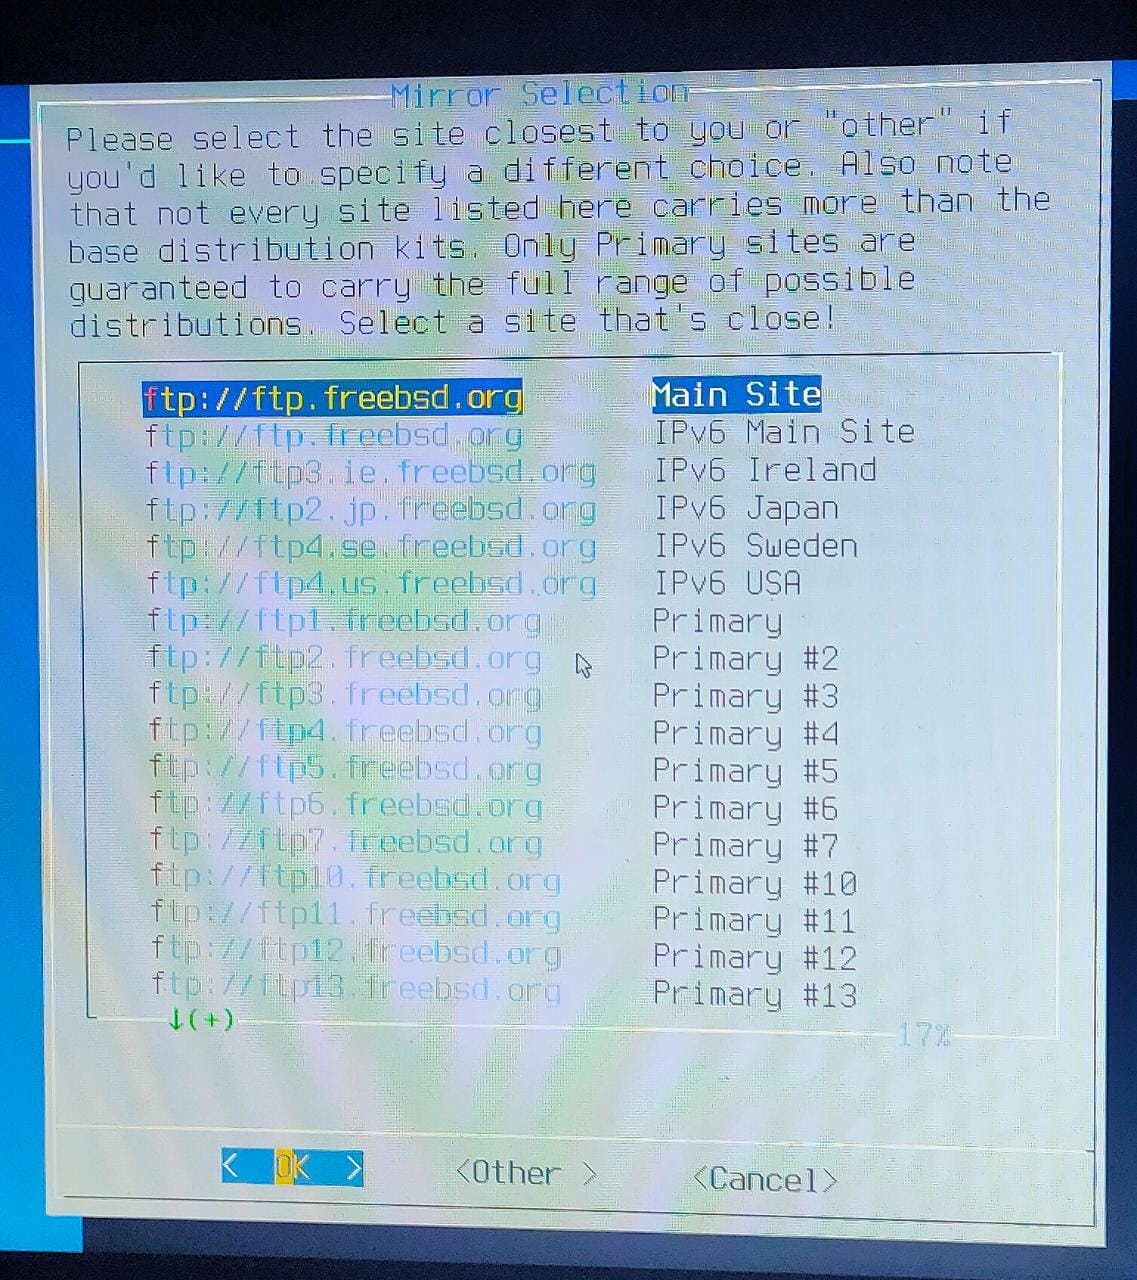 Mirror Selection
Please select the site closest to you or "other" if
you'd like to specify a different choice. Also note
that not every site listed here carries more than the
base distribution kits. Only Primary sites are
guaranteed to carry the full range of possible
distributions. Select a site that's close!
ftp://ftp.freebsd.org Main Site
ftp://ftp.freebsd.org IPv6 Main Site
ftp://ftp3.ie.freebsd.org IPv6 Ireland
ftp://ftp2.jp.freebsd.org IPv6 Japan
ftp://ftp4.se.freebsd.org IPv6 Sweden
ftp://ftp4.us.freebsd.org IPv6 USA
ftp://ftp1.freebsd.org Primary
ftp://ftp2.freebsd.org Primary #2
ftp://ftp3.freebsd.org Primary #3
ftp://ftp4.freebsd.org Primary #4
ftp://ftp5.freebsd.org Primary #5
ftp://ftp6.freebsd.org Primary #6
ftp://ftp7.freebsd.org Primary #7
ftp://ftp10.freebsd.org Primary #10
ftp://ftp11.freebsd.org Primary #11
ftp://ftp12.freebsd.org Primary #12
ftp://ftp13.freebsd.org Primary #13
↓(+) 17%
< OK > <Other > <Cancel>